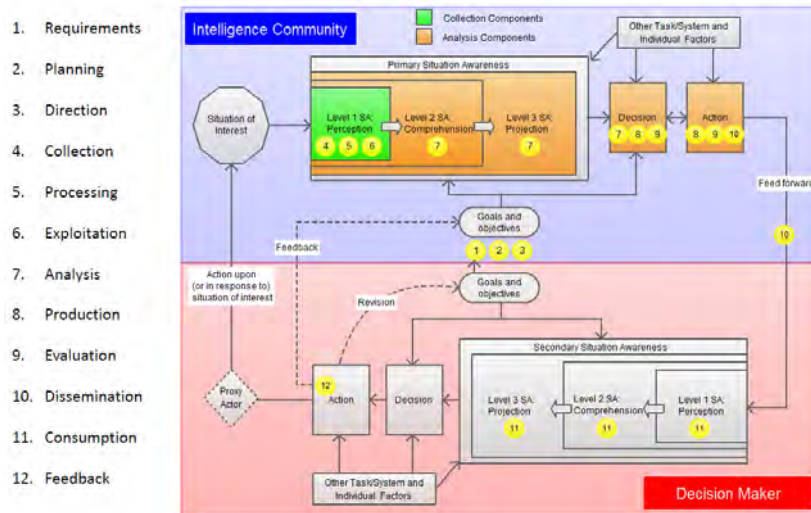 1. Requirements
2. Planning
3. Direction
4. Collection
5. Processing
6. Exploitation
7. Analysis
8. Production
9. Evaluation
10. Dissemination
11. Consumption
12. Feedback
Intelligence Community
Collection Components
Analysis Components
Other Task/System and
Individual Factors
Primary Situation Awareness
Situation of
Interest
Level 1 SA:
Perception
4 5 6
Level 2 SA:
Comprehension
7
Level 3 SA:
Projection
7
Decision
7 8 9
Action
8 9 10
Feed forward
10
Goals and
objectives
1 2 3
Feedback
Goals and
objectives
Revision
Action upon
(or in response to)
situation of interest
Secondary Situation Awareness
Proxy
Actor
12
Action
Decision
Level 3 SA:
Projection
11
Level 2 SA:
Comprehension
11
Level 1 SA:
Perception
11
Other Task/System and
Individual Factors
Decision Maker